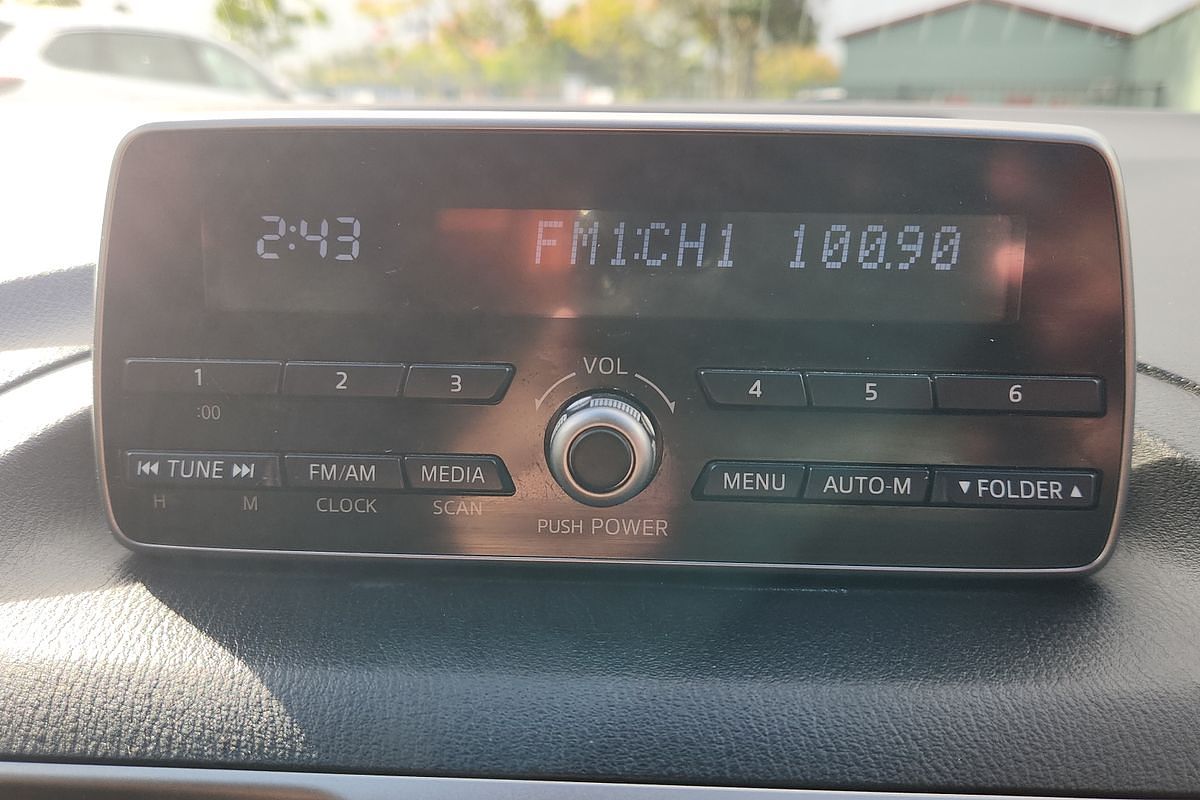 2:43 FM1:CH1 100.90
VOL
1 2 3 4 5 6
:00
⏮ TUNE ⏭ FM/AM MEDIA MENU AUTO-M ▼ FOLDER ▲
H M CLOCK SCAN
PUSH POWER